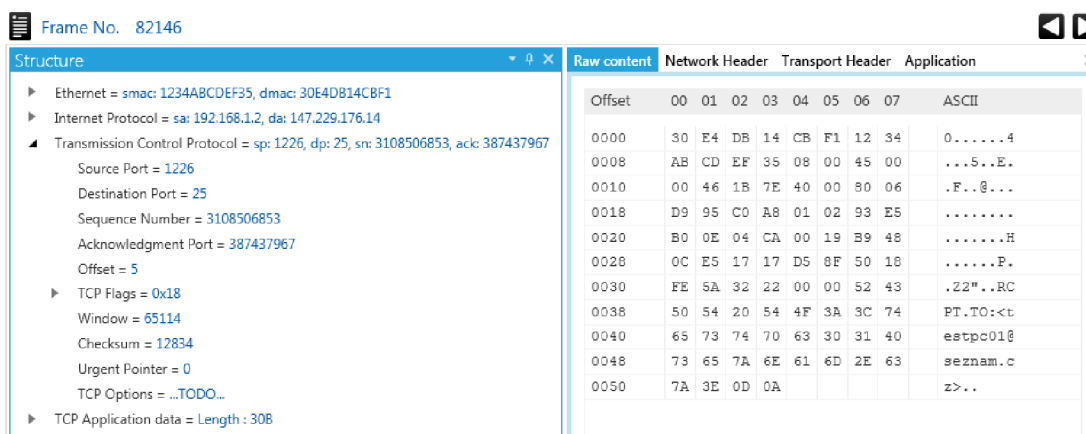 Frame No. 82146
Structure
Ethernet = smac: 1234ABCDEF35, dmac: 30E4DB14CBF1
Internet Protocol = sa: 192.168.1.2, da: 147.229.176.14
Transmission Control Protocol = sp: 1226, dp: 25, sn: 3108506853, ack: 387437967
Source Port = 1226
Destination Port = 25
Sequence Number = 3108506853
Acknowledgment Port = 387437967
Offset = 5
TCP Flags = 0x18
Window = 65114
Checksum = 12834
Urgent Pointer = 0
TCP Options = ...TODO...
TCP Application data = Length : 30B
Raw content Network Header Transport Header Application
Offset 00 01 02 03 04 05 06 07 ASCII
0000 30 E4 DB 14 CB F1 12 34 0......4
0008 AB CD EF 35 08 00 45 00 ...5..E.
0010 00 46 1B 7E 40 00 80 06 .F..@...
0018 D9 95 C0 A8 01 02 93 E5 ........
0020 B0 0E 04 CA 00 19 B9 48 .......H
0028 0C E5 17 17 D5 8F 50 18 ......P.
0030 FE 5A 32 22 00 00 52 43 .Z2"..RC
0038 50 54 20 54 4F 3A 3C 74 PT.TO:<t
0040 65 73 74 70 63 30 31 40 estpc01@
0048 73 65 7A 6E 61 6D 2E 63 seznam.c
0050 7A 3E 0D 0A z>..